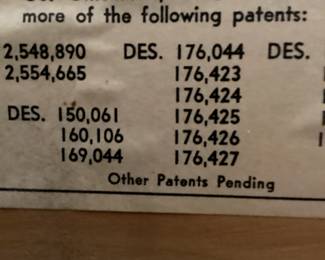 more of the following patents:
2,548,890 DES. 176,044 DES.
2,554,665 176,423
176,424
DES. 150,061 176,425
160,106 176,426
169,044 176,427
Other Patents Pending